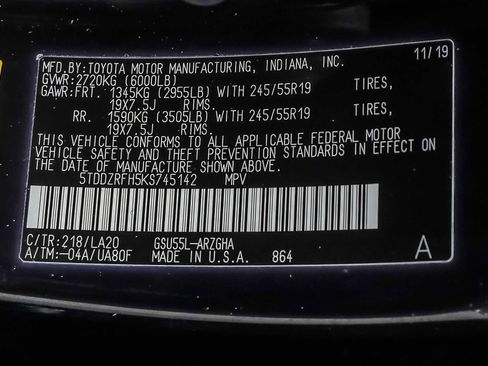 MFD.BY:TOYOTA MOTOR MANUFACTURING, INDIANA, INC. 11/19
GVWR:2720KG (6000LB)
GAWR:FRT. 1345KG (2955LB) WITH 245/55R19 TIRES,
19X7.5J RIMS.
RR. 1590KG (3505LB) WITH 245/55R19 TIRES,
19X7.5J RIMS.
THIS VEHICLE CONFORMS TO ALL APPLICABLE FEDERAL MOTOR
VEHICLE SAFETY AND BUMPER STANDARDS IN EFFECT ON
THE DATE OF MANUFACTURE SHOWN ABOVE.
5TDDZRFH5KS745142 MPV
C/TR:218/LA20 GSU55L-ARZGHA
A/TM:-04A/UA80F MADE IN U.S.A. 864 A